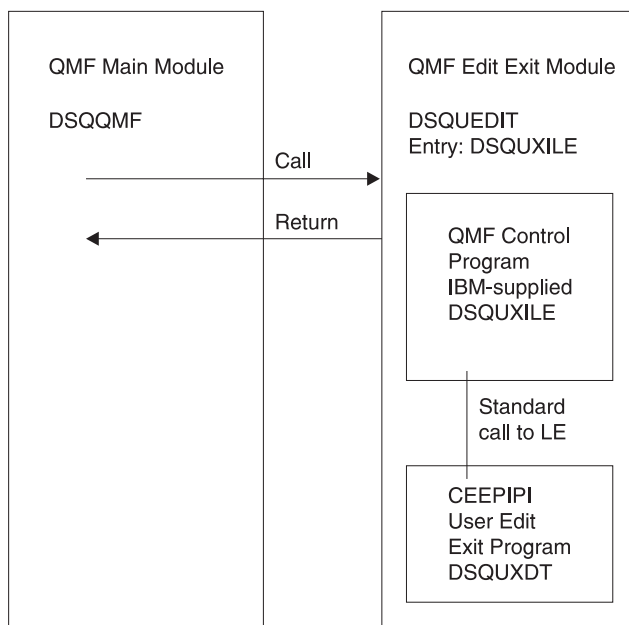 QMF Main Module
DSQQMF
QMF Edit Exit Module
DSQUEDIT
Entry: DSQUXILE
Call
Return
QMF Control
Program
IBM-supplied
DSQUXILE
Standard
call to LE
CEEPIPI
User Edit
Exit Program
DSQUXDT